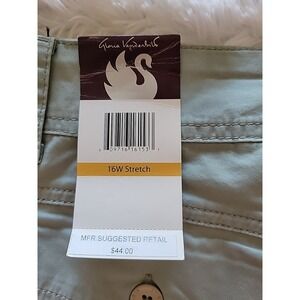 Gloria Vanderbilt
16W Stretch
MFR.SUGGESTED RETAIL
$44.00